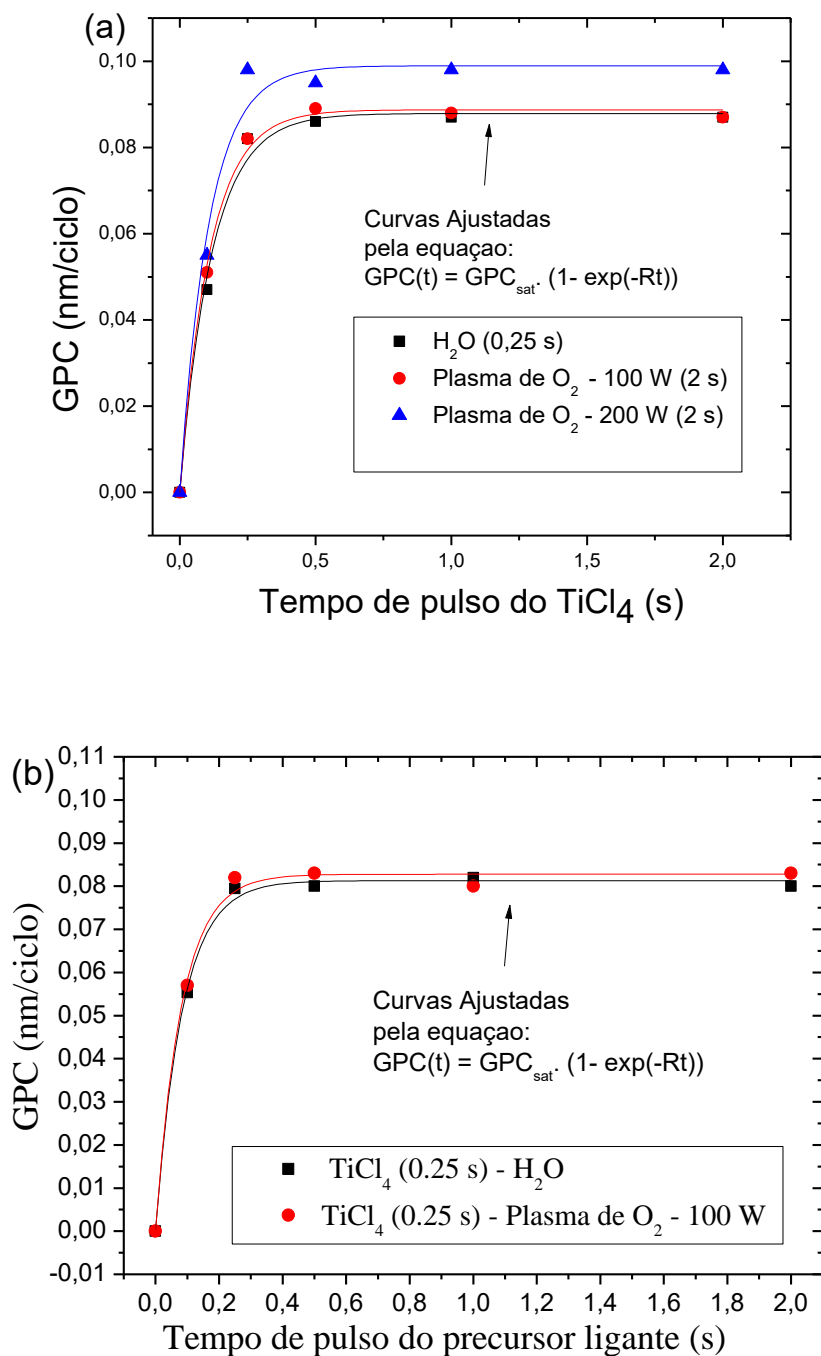 (a)
0,10
0,08
0,06
0,04
0,02
0,00
GPC (nm/ciclo)
Curvas Ajustadas
pela equaçao:
GPC(t) = GPC_sat. (1- exp(-Rt))
H₂O (0,25 s)
Plasma de O₂ - 100 W (2 s)
Plasma de O₂ - 200 W (2 s)
0,0 0,5 1,0 1,5 2,0
Tempo de pulso do TiCl4 (s)
(b)
0,11
0,10
0,09
0,08
0,07
0,06
0,05
0,04
0,03
0,02
0,01
0,00
-0,01
GPC (nm/ciclo)
Curvas Ajustadas
pela equaçao:
GPC(t) = GPC_sat. (1- exp(-Rt))
TiCl₄ (0.25 s) - H₂O
TiCl₄ (0.25 s) - Plasma de O₂ - 100 W
0,0 0,2 0,4 0,6 0,8 1,0 1,2 1,4 1,6 1,8 2,0
Tempo de pulso do precursor ligante (s)